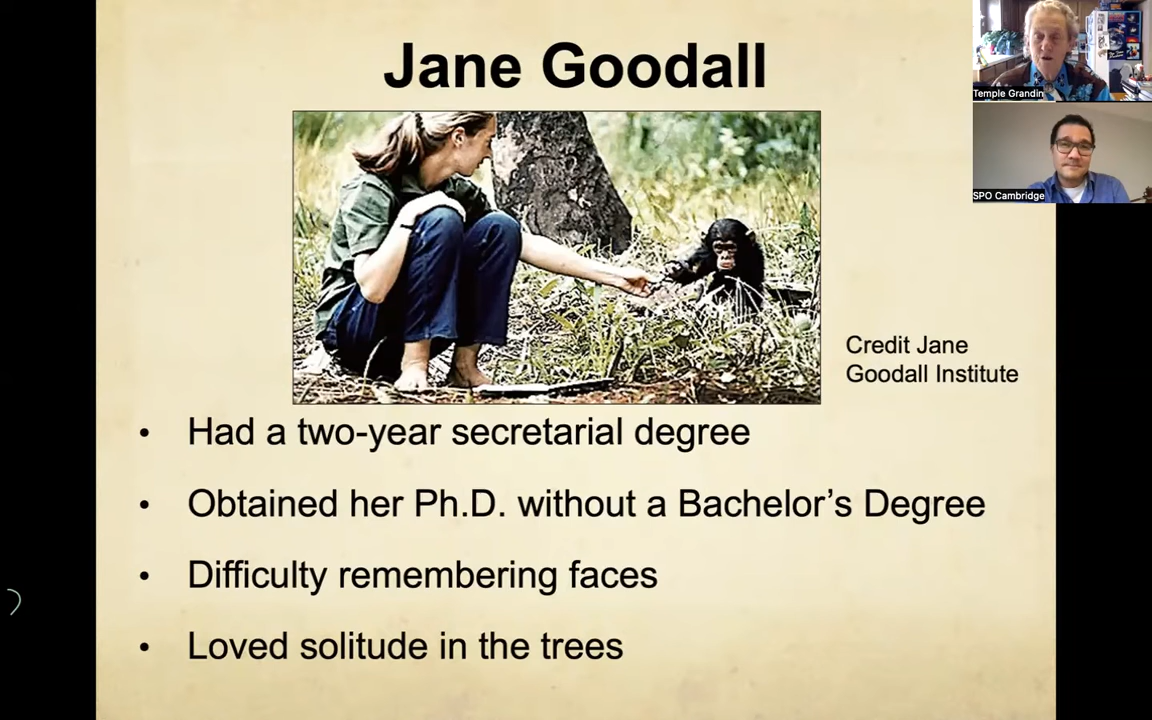 Jane Goodall
Temple Grandin
SPO Cambridge
Credit Jane
Goodall Institute
• Had a two-year secretarial degree
• Obtained her Ph.D. without a Bachelor’s Degree
• Difficulty remembering faces
• Loved solitude in the trees